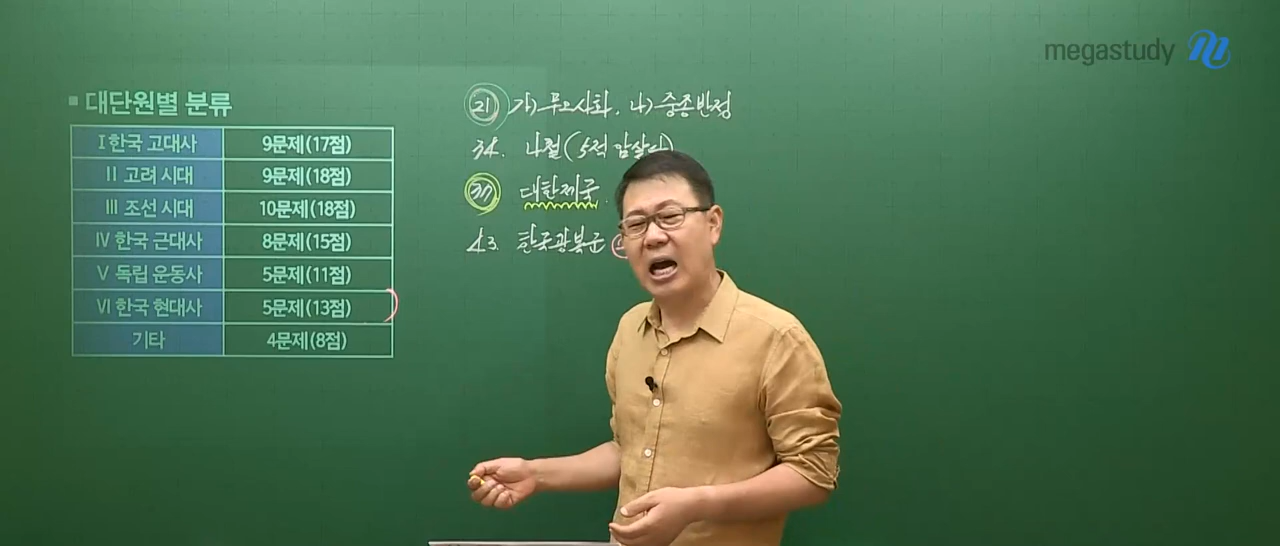 megastudy
■ 대단원별 분류
Ⅰ 한국 고대사 9문제(17점)
Ⅱ 고려 시대 9문제(18점)
Ⅲ 조선 시대 10문제(18점)
Ⅳ 한국 근대사 8문제(15점)
Ⅴ 독립 운동사 5문제(11점)
Ⅵ 한국 현대사 5문제(13점)
기타 4문제(8점)
21 가) 무오사화, 나) 중종반정
34. 나철(5적 암살단)
37 대한제국.
43. 한국광복군